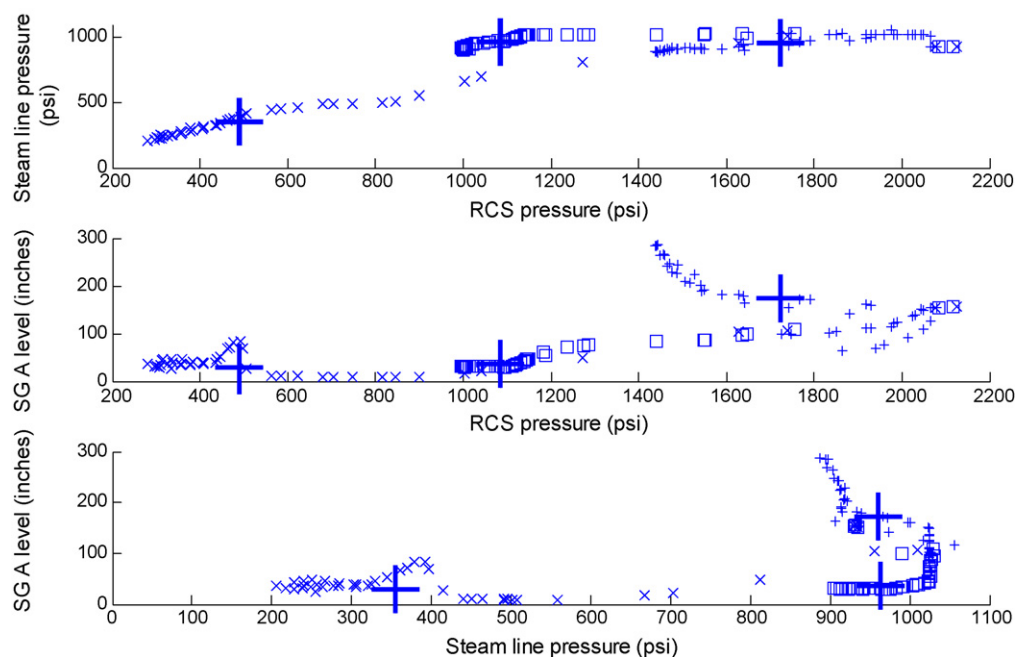 Steam line pressure
(psi)
1000
500
0
200 400 600 800 1000 1200 1400 1600 1800 2000 2200
RCS pressure (psi)
SG A level (inches)
300
200
100
0
200 400 600 800 1000 1200 1400 1600 1800 2000 2200
RCS pressure (psi)
SG A level (inches)
300
200
100
0
0 100 200 300 400 500 600 700 800 900 1000 1100
Steam line pressure (psi)